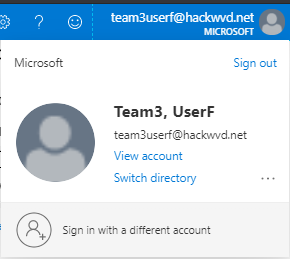 team3userf@hackwvd.net
MICROSOFT
Microsoft
Sign out
Team3, UserF
team3userf@hackwvd.net
View account
Switch directory
...
Sign in with a different account